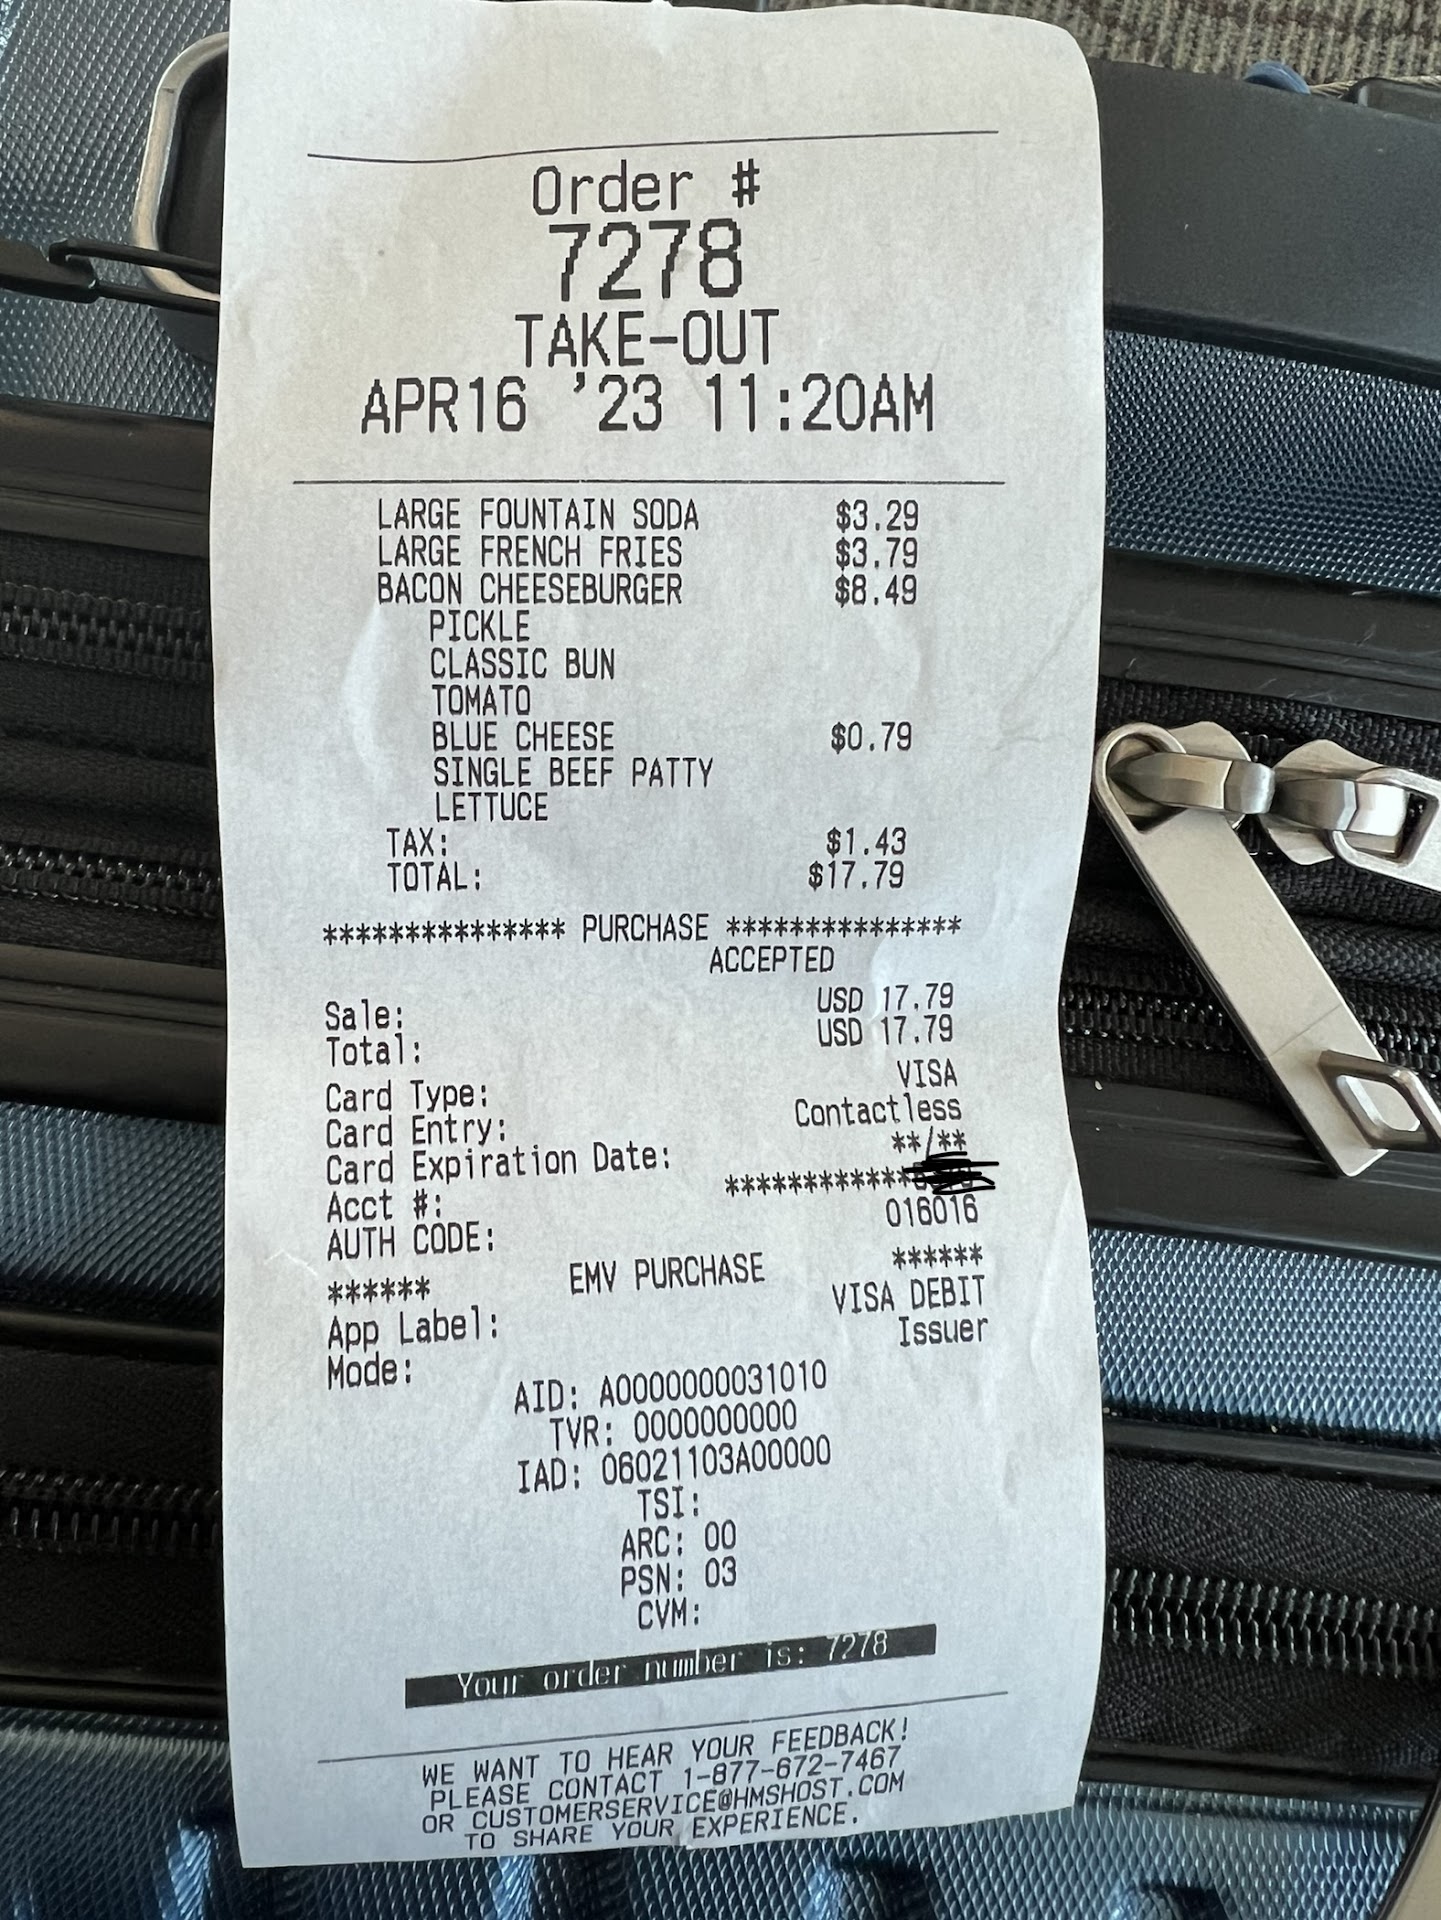 Order #
7278
TAKE-OUT
APR16 '23 11:20AM
LARGE FOUNTAIN SODA $3.29
LARGE FRENCH FRIES $3.79
BACON CHEESEBURGER $8.49
PICKLE
CLASSIC BUN
TOMATO
BLUE CHEESE $0.79
SINGLE BEEF PATTY
LETTUCE
TAX: $1.43
TOTAL: $17.79
*************** PURCHASE ***************
ACCEPTED
Sale: USD 17.79
Total: USD 17.79
Card Type: VISA
Card Entry: Contactless
Card Expiration Date: **/**
Acct #: ************
AUTH CODE: 016016
****** EMV PURCHASE ******
App Label: VISA DEBIT
Mode: Issuer
AID: A0000000031010
TVR: 0000000000
IAD: 06021103A00000
TSI:
ARC: 00
PSN: 03
CVM:
Your order number is: 7278
WE WANT TO HEAR YOUR FEEDBACK!
PLEASE CONTACT 1-877-672-7467
OR CUSTOMERSERVICE@HMSHOST.COM
TO SHARE YOUR EXPERIENCE.